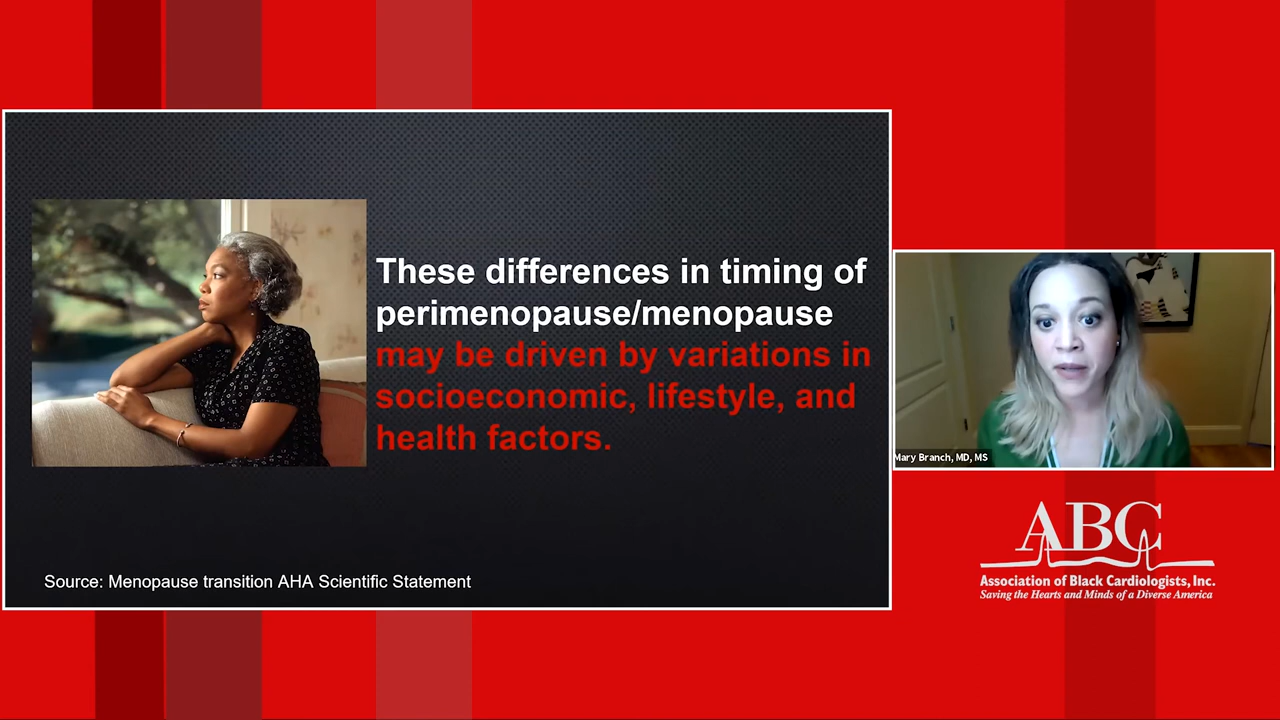 These differences in timing of
perimenopause/menopause
may be driven by variations in
socioeconomic, lifestyle, and
health factors.
Source: Menopause transition AHA Scientific Statement
Mary Branch, MD, MS
ABC
Association of Black Cardiologists, Inc.
Saving the Hearts and Minds of a Diverse America